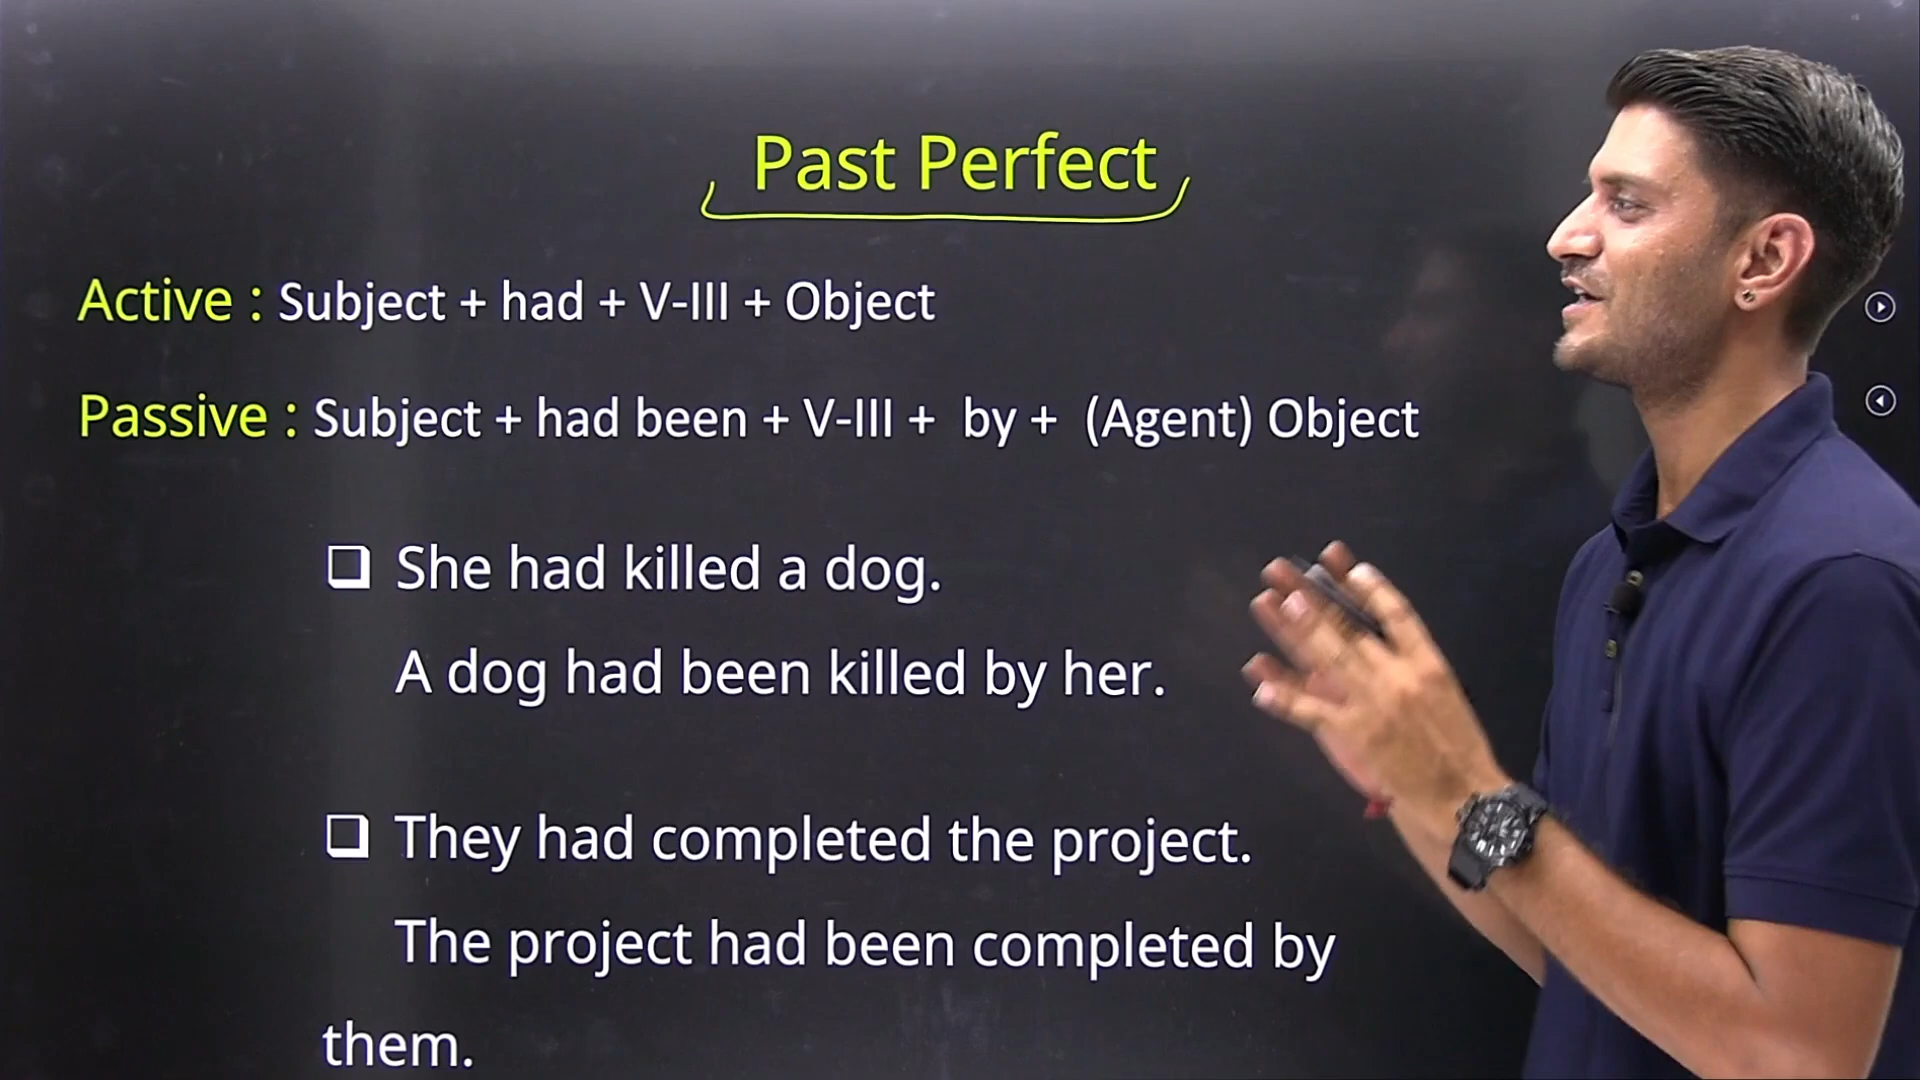 Past Perfect
Active : Subject + had + V-III + Object
Passive : Subject + had been + V-III + by + (Agent) Object
❑ She had killed a dog.
A dog had been killed by her.
❑ They had completed the project.
The project had been completed by
them.